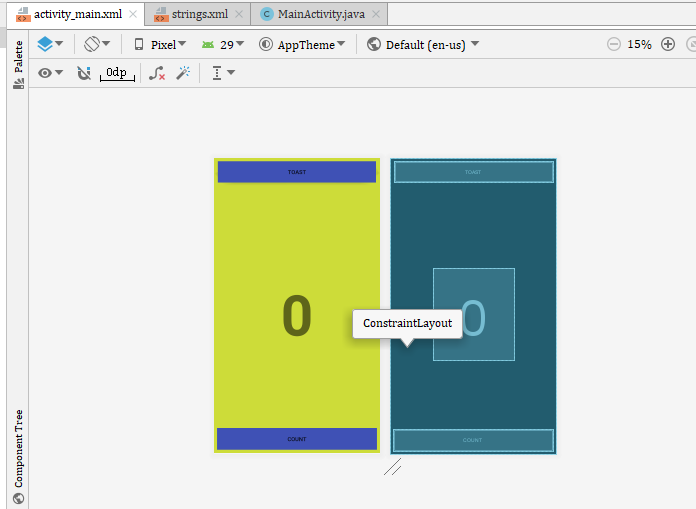 activity_main.xml strings.xml MainActivity.java
Palette
Pixel 29 AppTheme Default (en-us) 15%
0dp
TOAST TOAST
0 0
ConstraintLayout
COUNT COUNT
Component Tree